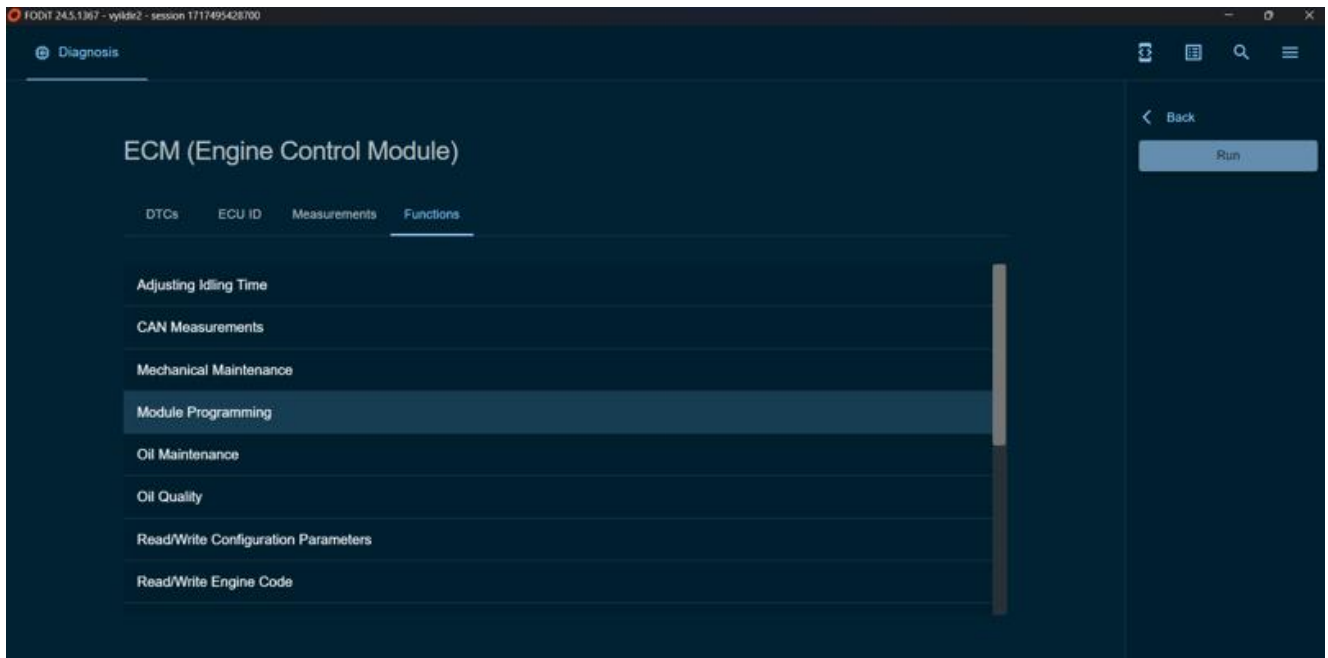 FODiT 24.5.1367 - vyildir2 - session 1717495428700
Diagnosis
Back
Run
ECM (Engine Control Module)
DTCs ECU ID Measurements Functions
Adjusting Idling Time
CAN Measurements
Mechanical Maintenance
Module Programming
Oil Maintenance
Oil Quality
Read/Write Configuration Parameters
Read/Write Engine Code